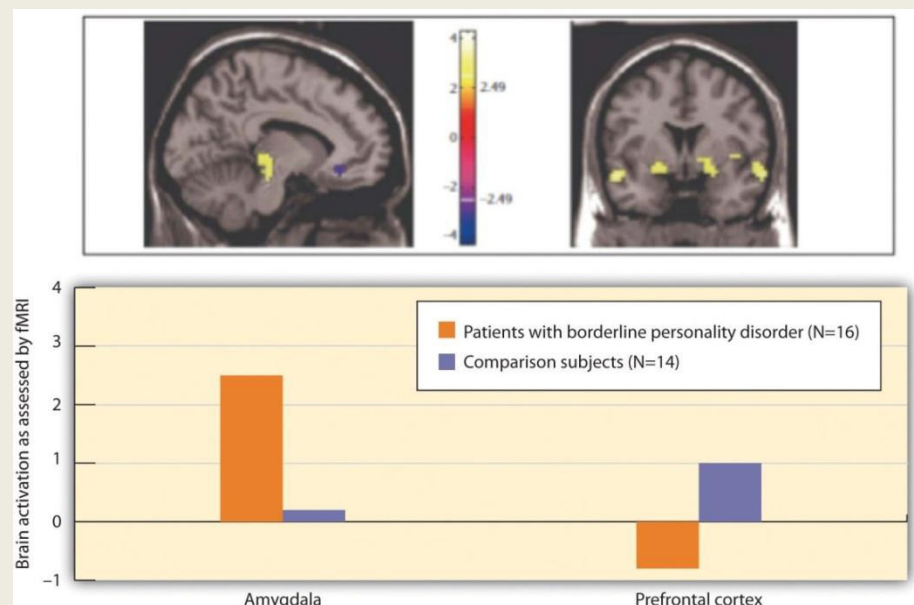 4
2
2.49
0
-2
-2.49
-4
Brain activation as assessed by fMRI
4
3
2
1
0
–1
Patients with borderline personality disorder (N=16)
Comparison subjects (N=14)
Amygdala
Prefrontal cortex